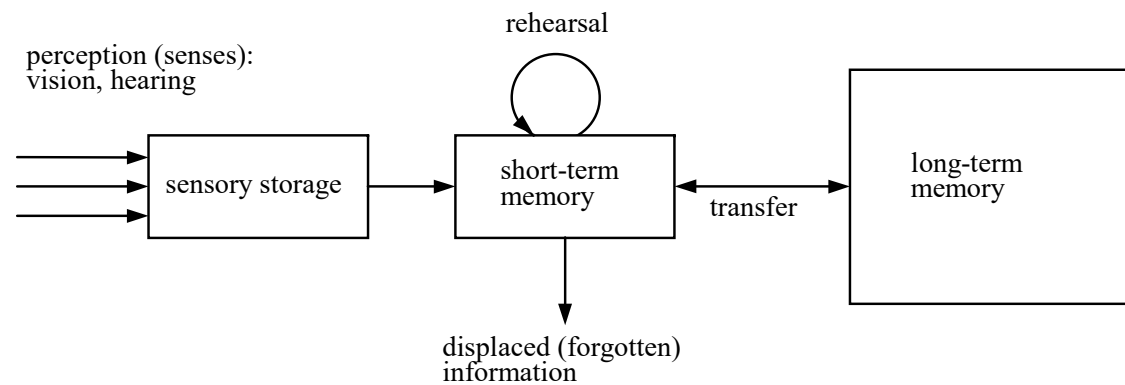 rehearsal
perception (senses):
vision, hearing
sensory storage
short-term
memory
transfer
long-term
memory
displaced (forgotten)
information